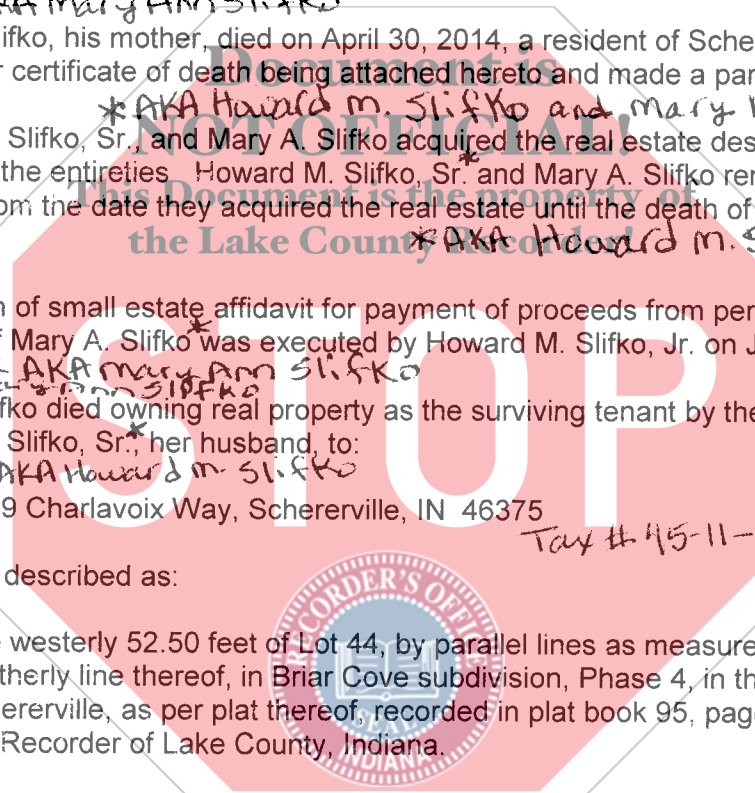 AKA Mary Ann Slifko
ifko, his mother, died on April 30, 2014, a resident of Sche
r certificate of death being attached hereto and made a par
*AKA Howard M. Slifko and Mary
Slifko, Sr., and Mary A. Slifko acquired the real estate des
the entireties Howard M. Slifko, Sr.* and Mary A. Slifko re
om the date they acquired the real estate until the death of
*AKA Howard M. S
n of small estate affidavit for payment of proceeds from per
f Mary A. Slifko* was executed by Howard M. Slifko, Jr. on J
AKA Mary Ann Slifko
fko died owning real property as the surviving tenant by the
Slifko, Sr.,* her husband, to:
AKA Howard M. Slifko
9 Charlavoix Way, Schererville, IN 46375
Tax # 45-11-
described as:
westerly 52.50 feet of Lot 44, by parallel lines as measure
therly line thereof, in Briar Cove subdivision, Phase 4, in th
ererville, as per plat thereof, recorded in plat book 95, pag
Recorder of Lake County, Indiana.
Document is
NOT OFFICIAL!
This Document is the property of
the Lake County Recorder!
STOP
RECORDER'S OFFICE
SEAL
INDIANA